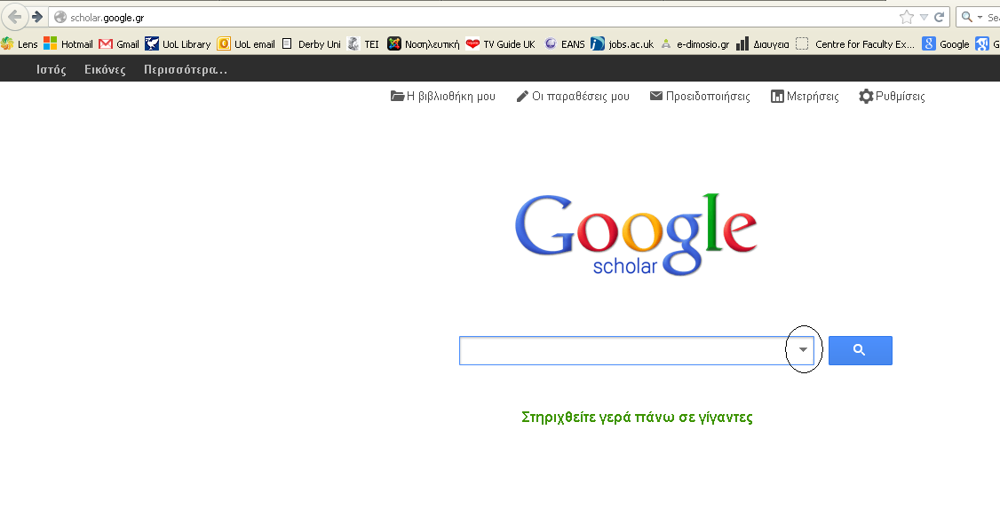 scholar.google.gr Sea
Lens Hotmail Gmail UoL Library UoL email Derby Uni TEI Νοσηλευτική TV Guide UK EANS jobs.ac.uk e-dimosio.gr Διαυγεια Centre for Faculty Ex... Google G
Ιστός Εικόνες Περισσότερα...
Η βιβλιοθήκη μου Οι παραθέσεις μου Προειδοποιήσεις Μετρήσεις Ρυθμίσεις
Google
scholar
Στηριχθείτε γερά πάνω σε γίγαντες